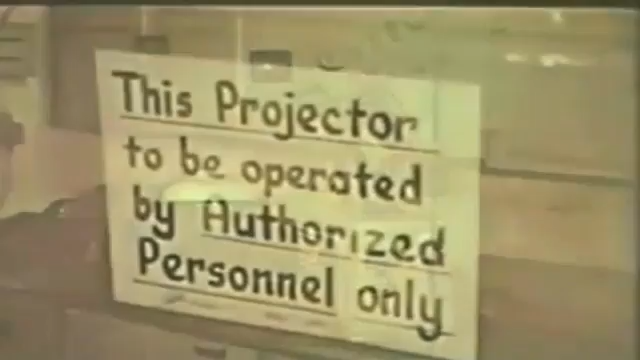 This Projector
to be operated
by Authorized
Personnel only